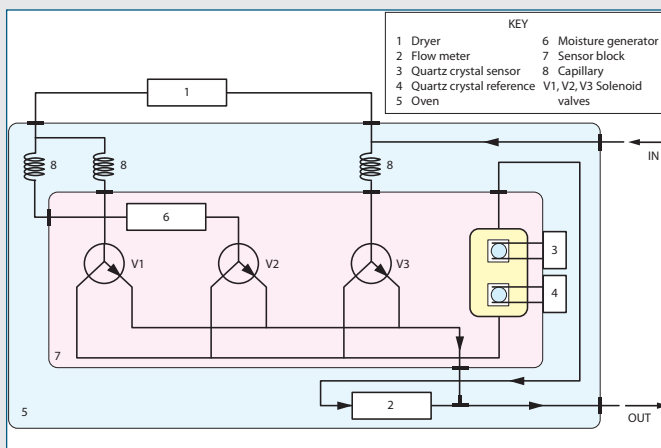 KEY
1 Dryer
2 Flow meter
3 Quartz crystal sensor
4 Quartz crystal reference
5 Oven
6 Moisture generator
7 Sensor block
8 Capillary
V1, V2, V3 Solenoid
valves
1
8
8
8
IN
6
V1
V2
V3
3
4
7
2
5
OUT